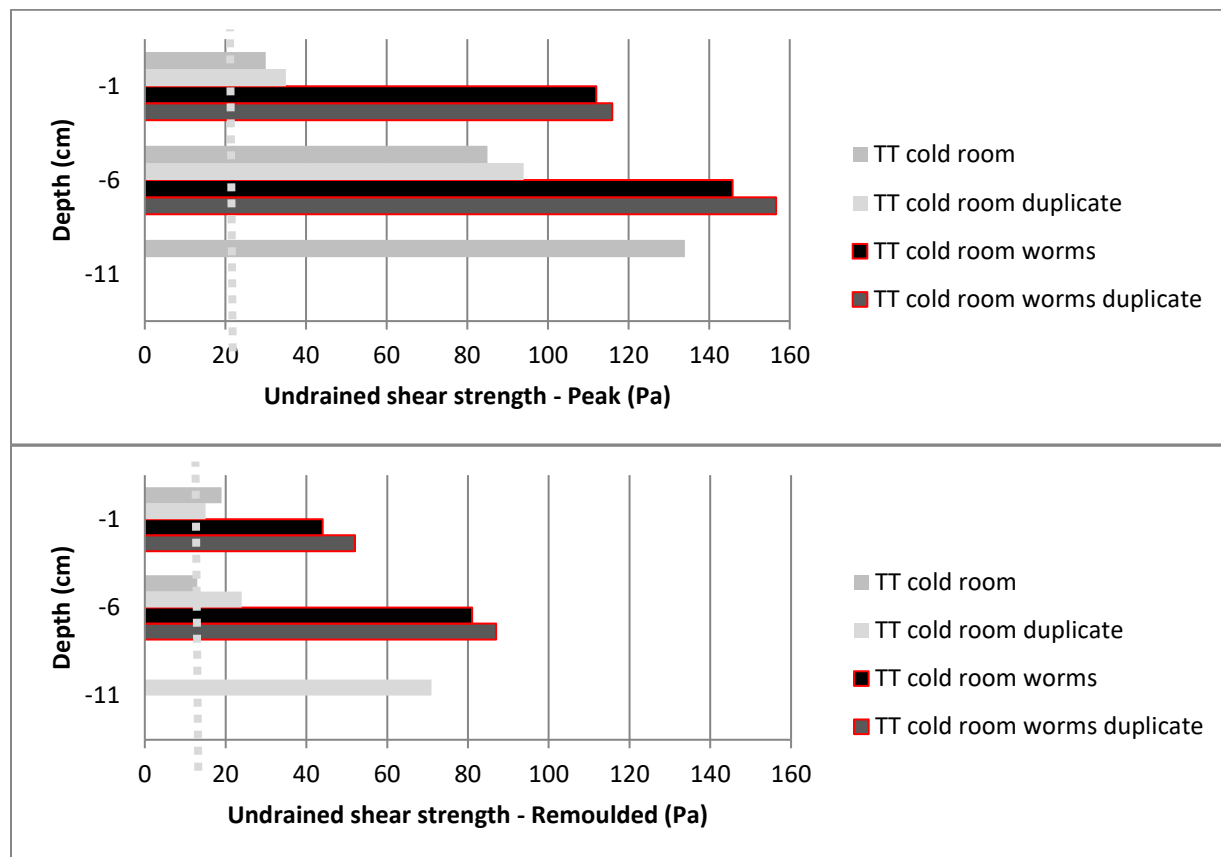 Depth (cm)
-1
-6
-11
0 20 40 60 80 100 120 140 160
Undrained shear strength - Peak (Pa)
TT cold room
TT cold room duplicate
TT cold room worms
TT cold room worms duplicate
Depth (cm)
-1
-6
-11
0 20 40 60 80 100 120 140 160
Undrained shear strength - Remoulded (Pa)
TT cold room
TT cold room duplicate
TT cold room worms
TT cold room worms duplicate